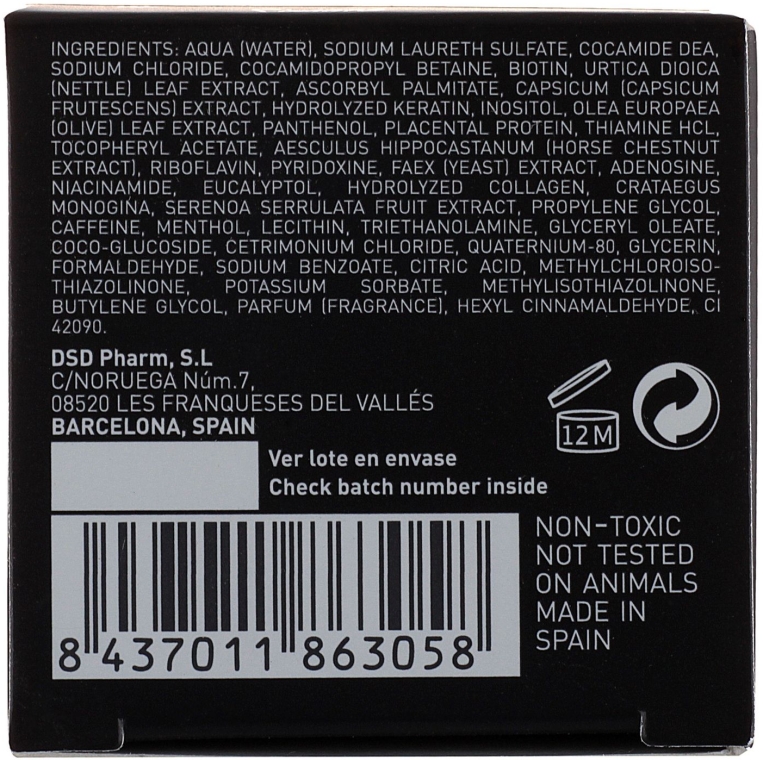 INGREDIENTS: AQUA (WATER), SODIUM LAURETH SULFATE, COCAMIDE DEA,
SODIUM CHLORIDE, COCAMIDOPROPYL BETAINE, BIOTIN, URTICA DIOICA
(NETTLE) LEAF EXTRACT, ASCORBYL PALMITATE, CAPSICUM (CAPSICUM
FRUTESCENS) EXTRACT, HYDROLYZED KERATIN, INOSITOL, OLEA EUROPAEA
(OLIVE) LEAF EXTRACT, PANTHENOL, PLACENTAL PROTEIN, THIAMINE HCL,
TOCOPHERYL ACETATE, AESCULUS HIPPOCASTANUM (HORSE CHESTNUT
EXTRACT), RIBOFLAVIN, PYRIDOXINE, FAEX (YEAST) EXTRACT, ADENOSINE,
NIACINAMIDE, EUCALYPTOL, HYDROLYZED COLLAGEN, CRATAEGUS
MONOGINA, SERENOA SERRULATA FRUIT EXTRACT, PROPYLENE GLYCOL,
CAFFEINE, MENTHOL, LECITHIN, TRIETHANOLAMINE, GLYCERYL OLEATE,
COCO-GLUCOSIDE, CETRIMONIUM CHLORIDE, QUATERNIUM-80, GLYCERIN,
FORMALDEHYDE, SODIUM BENZOATE, CITRIC ACID, METHYLCHLOROISO-
THIAZOLINONE, POTASSIUM SORBATE, METHYLISOTHIAZOLINONE,
BUTYLENE GLYCOL, PARFUM (FRAGRANCE), HEXYL CINNAMALDEHYDE, CI
42090.
DSD Pharm, S.L
C/NORUEGA Núm.7,
08520 LES FRANQUESES DEL VALLÉS
BARCELONA, SPAIN
12M
Ver lote en envase
Check batch number inside
8 437011 863058
NON-TOXIC
NOT TESTED
ON ANIMALS
MADE IN
SPAIN